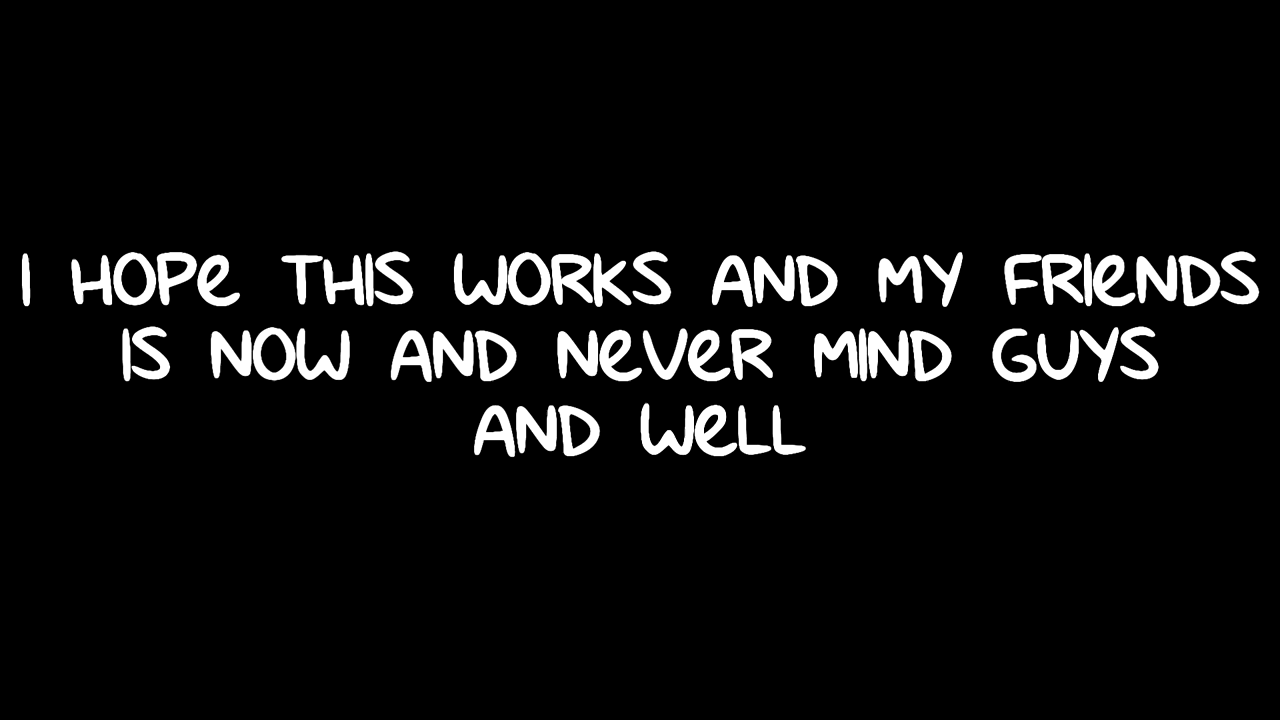 I HOPe THIS WORKS AND MY FRIeNDS
IS NOW AND NeVeR MIND GUYS
AND WeLL